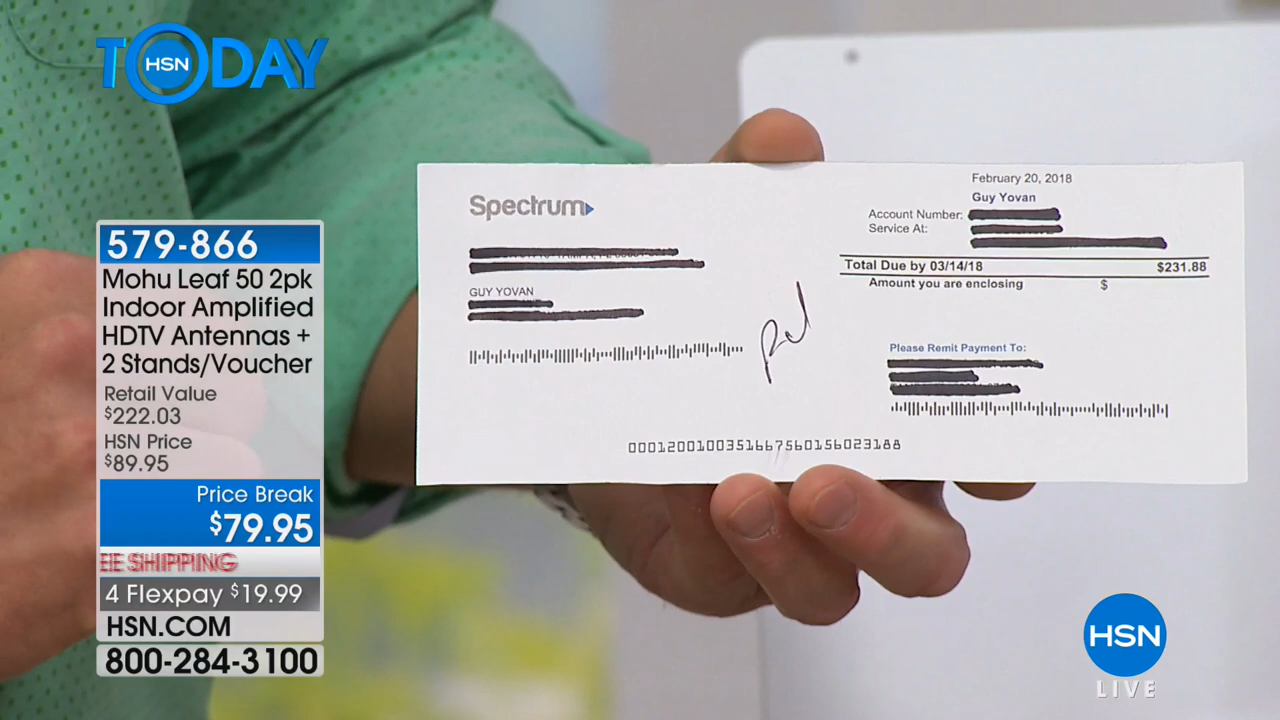 TODAY
HSN
579-866
Mohu Leaf 50 2pk
Indoor Amplified
HDTV Antennas +
2 Stands/Voucher
Retail Value
$222.03
HSN Price
$89.95
Price Break
$79.95
EE SHIPPING
4 Flexpay $19.99
HSN.COM
800-284-3100
Spectrum
GUY YOVAN
February 20, 2018
Guy Yovan
Account Number:
Service At:
Total Due by 03/14/18 $231.88
Amount you are enclosing $
Pd
Please Remit Payment To:
0001200100351667560156023188
HSN
LIVE